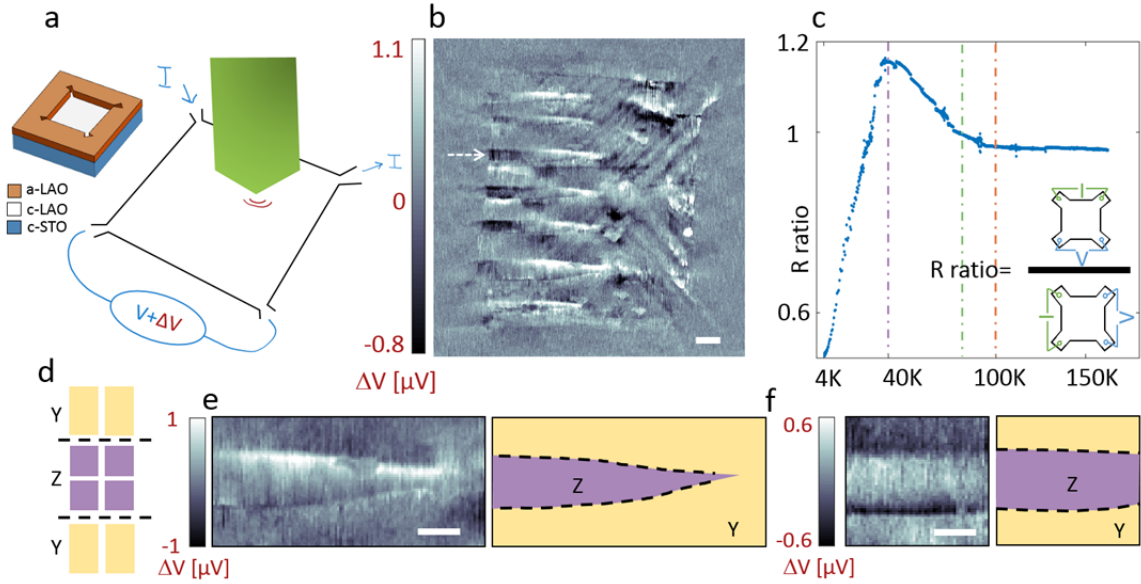 a
I
I
a-LAO
c-LAO
c-STO
V+ΔV
b
1.1
0
-0.8
ΔV [μV]
c
1.2
1
0.6
R ratio
R ratio=
I
V
I
V
4K
40K
100K
150K
d
Y
Z
Y
e
1
-1
ΔV [μV]
Z
Y
f
0.6
-0.6
ΔV [μV]
Z
Y